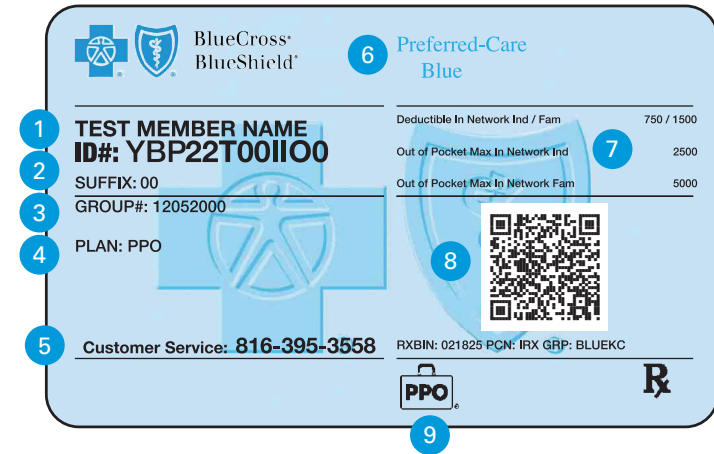 BlueCross®
BlueShield®
6
Preferred-Care
Blue
1
TEST MEMBER NAME
ID#: YBP22T00IIO0
2
SUFFIX: 00
3
GROUP#: 12052000
4
PLAN: PPO
5
Customer Service: 816-395-3558
Deductible In Network Ind / Fam 750 / 1500
Out of Pocket Max In Network Ind 7 2500
Out of Pocket Max In Network Fam 5000
8
RXBIN: 021825 PCN: IRX GRP: BLUEKC
PPO®
9
℞